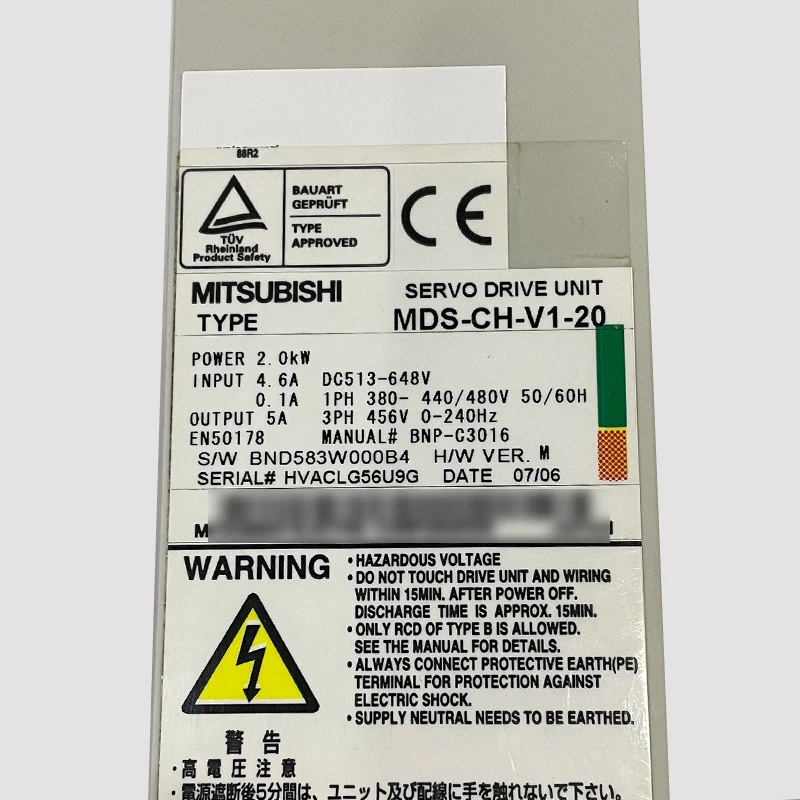 88R2
TÜV
Rheinland
Product Safety
BAUART
GEPRÜFT
TYPE
APPROVED
CE
MITSUBISHI SERVO DRIVE UNIT
TYPE MDS-CH-V1-20
POWER 2.0kW
INPUT 4.6A DC513-648V
0.1A 1PH 380- 440/480V 50/60H
OUTPUT 5A 3PH 456V 0-240Hz
EN50178 MANUAL# BNP-C3016
S/W BND583W000B4 H/W VER. M
SERIAL# HVACLG56U9G DATE 07/06
WARNING
• HAZARDOUS VOLTAGE
• DO NOT TOUCH DRIVE UNIT AND WIRING
WITHIN 15MIN. AFTER POWER OFF.
DISCHARGE TIME IS APPROX. 15MIN.
• ONLY RCD OF TYPE B IS ALLOWED.
SEE THE MANUAL FOR DETAILS.
• ALWAYS CONNECT PROTECTIVE EARTH(PE)
TERMINAL FOR PROTECTION AGAINST
ELECTRIC SHOCK.
• SUPPLY NEUTRAL NEEDS TO BE EARTHED.
警告
・高電圧注意
・電源遮断後5分間は、ユニット及び配線に手を触れないで下さい。